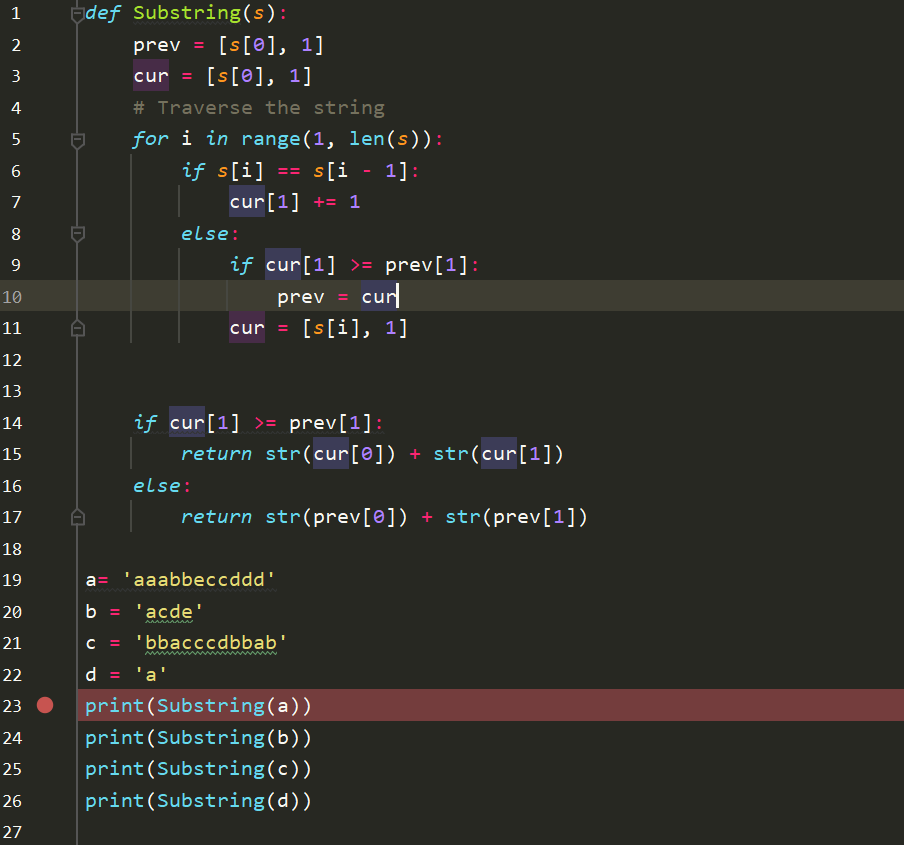 1 def Substring(s):
2 prev = [s[0], 1]
3 cur = [s[0], 1]
4 # Traverse the string
5 for i in range(1, len(s)):
6 if s[i] == s[i - 1]:
7 cur[1] += 1
8 else:
9 if cur[1] >= prev[1]:
10 prev = cur
11 cur = [s[i], 1]
12
13
14 if cur[1] >= prev[1]:
15 return str(cur[0]) + str(cur[1])
16 else:
17 return str(prev[0]) + str(prev[1])
18
19 a= 'aaabbeccddd'
20 b = 'acde'
21 c = 'bbacccdbbab'
22 d = 'a'
23 print(Substring(a))
24 print(Substring(b))
25 print(Substring(c))
26 print(Substring(d))
27